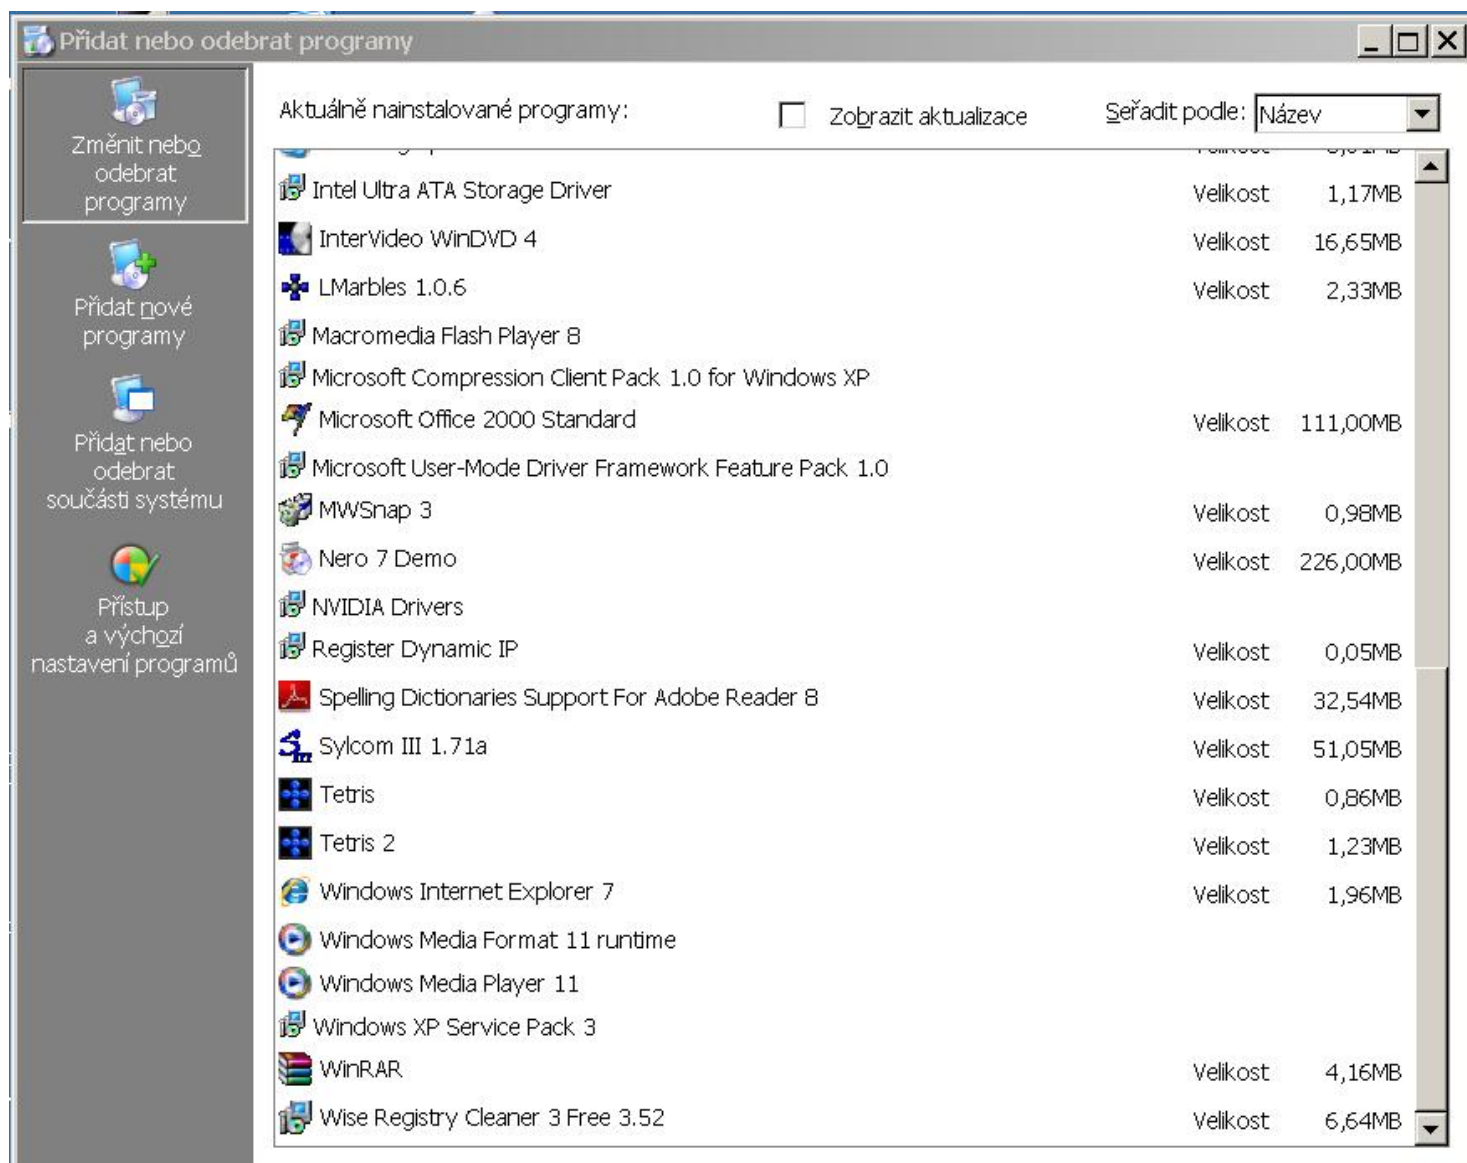 Přidat nebo odebrat programy
Změnit nebo
odebrat
programy
Přidat nové
programy
Přidat nebo
odebrat
součásti systému
Přístup
a výchozí
nastavení programů
Aktuálně nainstalované programy:
Zobrazit aktualizace
Seřadit podle: Název
Intel Ultra ATA Storage Driver Velikost 1,17MB
InterVideo WinDVD 4 Velikost 16,65MB
LMarbles 1.0.6 Velikost 2,33MB
Macromedia Flash Player 8
Microsoft Compression Client Pack 1.0 for Windows XP
Microsoft Office 2000 Standard Velikost 111,00MB
Microsoft User-Mode Driver Framework Feature Pack 1.0
MWSnap 3 Velikost 0,98MB
Nero 7 Demo Velikost 226,00MB
NVIDIA Drivers
Register Dynamic IP Velikost 0,05MB
Spelling Dictionaries Support For Adobe Reader 8 Velikost 32,54MB
Sylcom III 1.71a Velikost 51,05MB
Tetris Velikost 0,86MB
Tetris 2 Velikost 1,23MB
Windows Internet Explorer 7 Velikost 1,96MB
Windows Media Format 11 runtime
Windows Media Player 11
Windows XP Service Pack 3
WinRAR Velikost 4,16MB
Wise Registry Cleaner 3 Free 3.52 Velikost 6,64MB